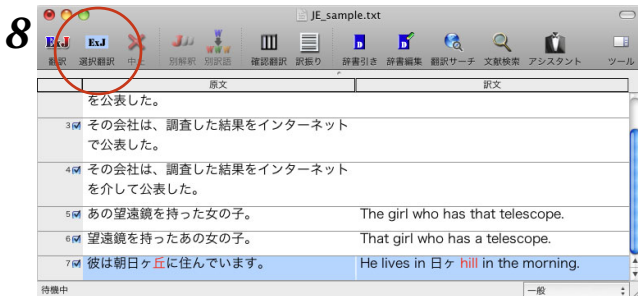 8
JE_sample.txt
ExJ ExJ
翻訳 選択翻訳 中止 別解釈 別訳語 確認翻訳 訳振り 辞書引き 辞書編集 翻訳サーチ 文献検索 アシスタント ツール
原文 訳文
を公表した。
3 その会社は、調査した結果をインターネット
で公表した。
4 その会社は、調査した結果をインターネット
を介して公表した。
5 あの望遠鏡を持った女の子。 The girl who has that telescope.
6 望遠鏡を持ったあの女の子。 That girl who has a telescope.
7 彼は朝日ヶ丘に住んでいます。 He lives in 日ヶ hill in the morning.
待機中 一般